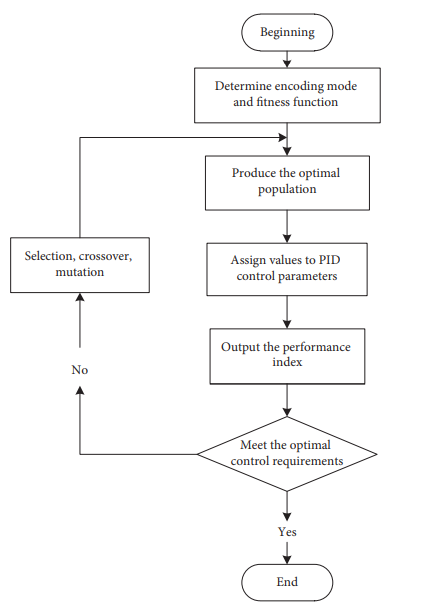 Beginning
Determine encoding mode
and fitness function
Produce the optimal
population
Selection, crossover,
mutation
Assign values to PID
control parameters
Output the performance
index
No
Meet the optimal
control requirements
Yes
End